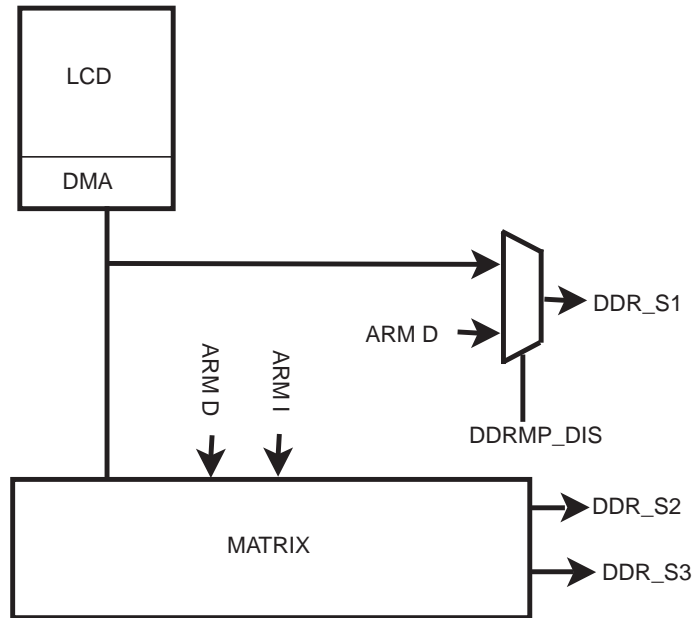 LCD
DMA
DDR_S1
ARM D
ARM D
ARM I
DDRMP_DIS
DDR_S2
MATRIX
DDR_S3